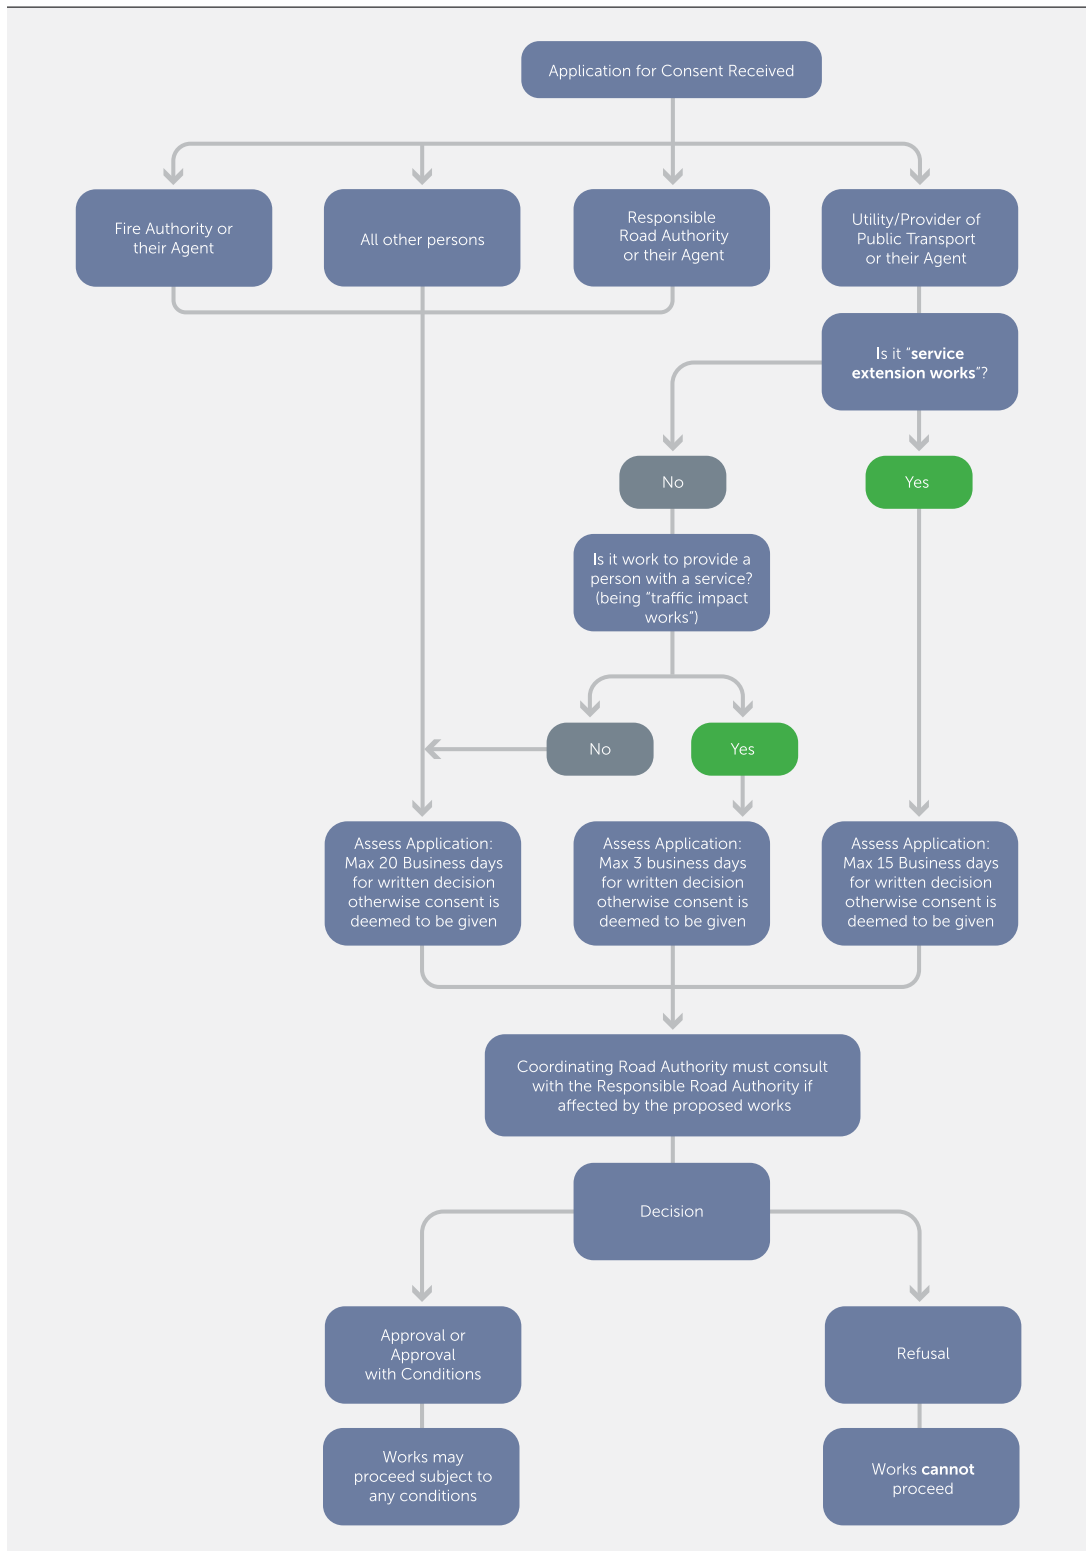 Application for Consent Received
Fire Authority or
their Agent
All other persons
Responsible
Road Authority
or their Agent
Utility/Provider of
Public Transport
or their Agent
Is it “service
extension works”?
No
Yes
Is it work to provide a
person with a service?
(being “traffic impact
works”)
No
Yes
Assess Application:
Max 20 Business days
for written decision
otherwise consent is
deemed to be given
Assess Application:
Max 3 business days
for written decision
otherwise consent is
deemed to be given
Assess Application:
Max 15 Business days
for written decision
otherwise consent is
deemed to be given
Coordinating Road Authority must consult
with the Responsible Road Authority if
affected by the proposed works
Decision
Approval or
Approval
with Conditions
Refusal
Works may
proceed subject to
any conditions
Works cannot
proceed